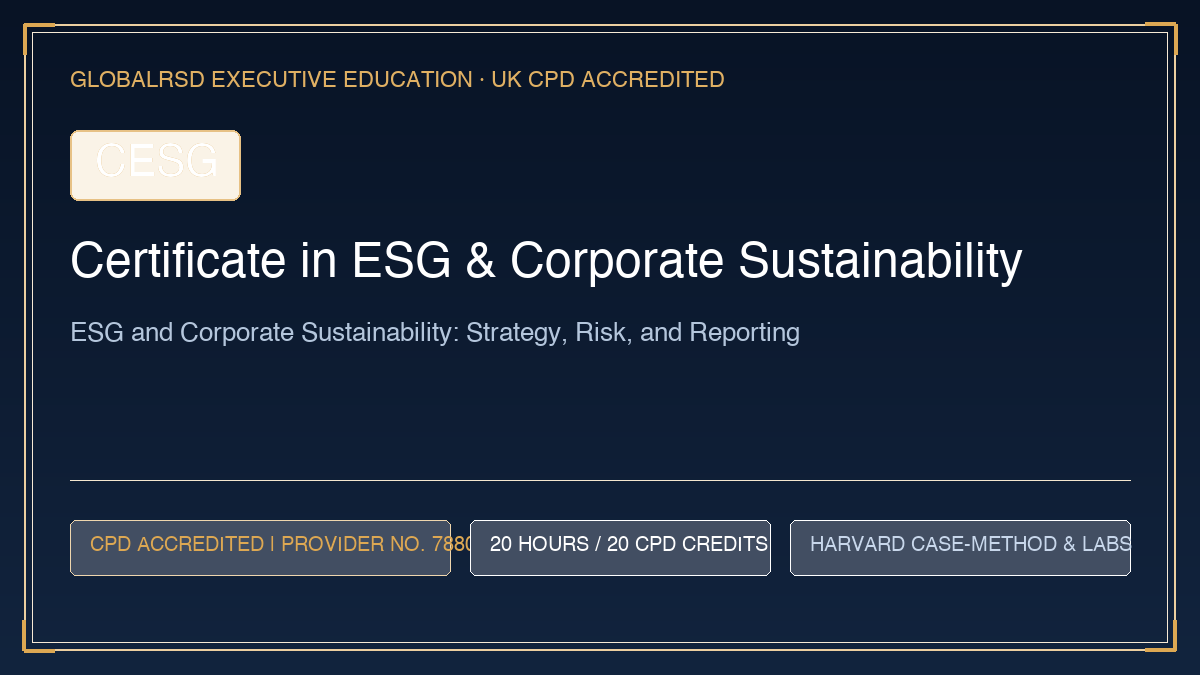 GLOBALRSD EXECUTIVE EDUCATION · UK CPD ACCREDITED
CESG
Certificate in ESG & Corporate Sustainability
ESG and Corporate Sustainability: Strategy, Risk, and Reporting
CPD ACCREDITED | PROVIDER NO. 7880
20 HOURS / 20 CPD CREDITS
HARVARD CASE-METHOD & LABS